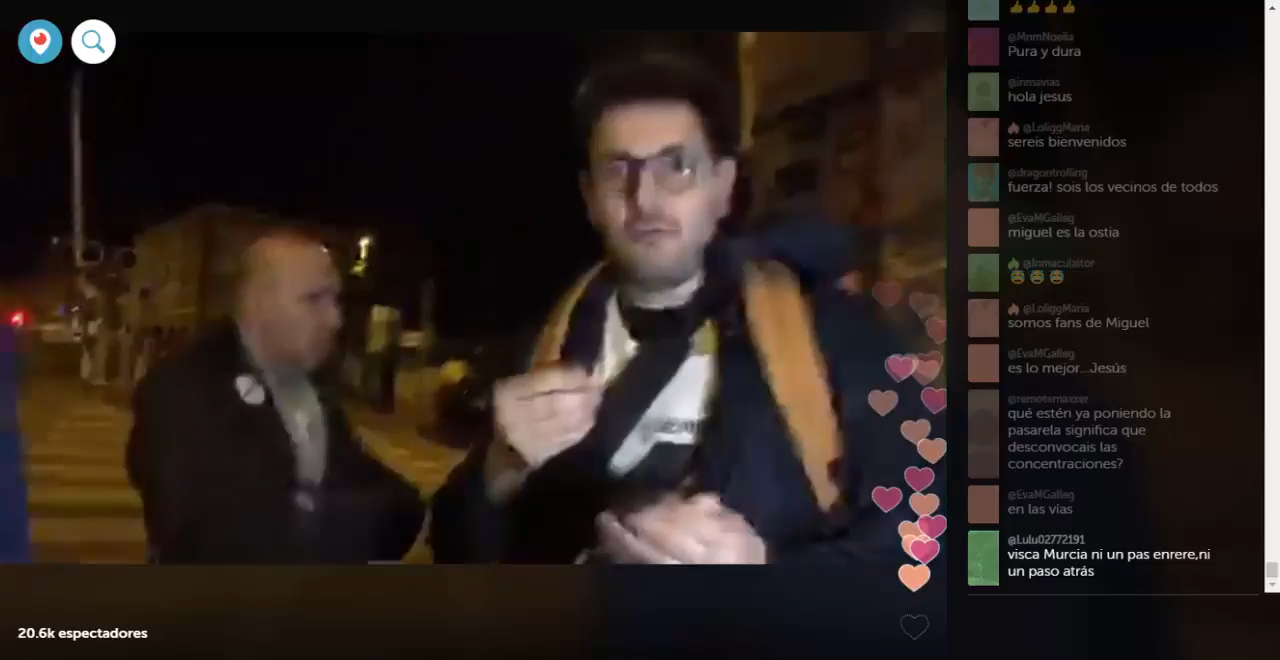 👍👍👍👍
@MnmNoelia
Pura y dura
@inmavias
hola jesus
🔥 @LoliggMaria
sereis bienvenidos
@dragontrolling
fuerza! sois los vecinos de todos
@EvaMGalleg
miguel es la ostia
@Inmaculaitor
😅 😅 😅
@LoliggMaria
somos fans de Miguel
@EvaMGalleg
es lo mejor...Jesús
@remotemaxxer
qué estén ya poniendo la
pasarela significa que
desconvocais las
concentraciones?
@EvaMGalleg
en las vías
@Lulu02772191
visca Murcia ni un pas enrere,ni
un paso atrás
20.6k espectadores